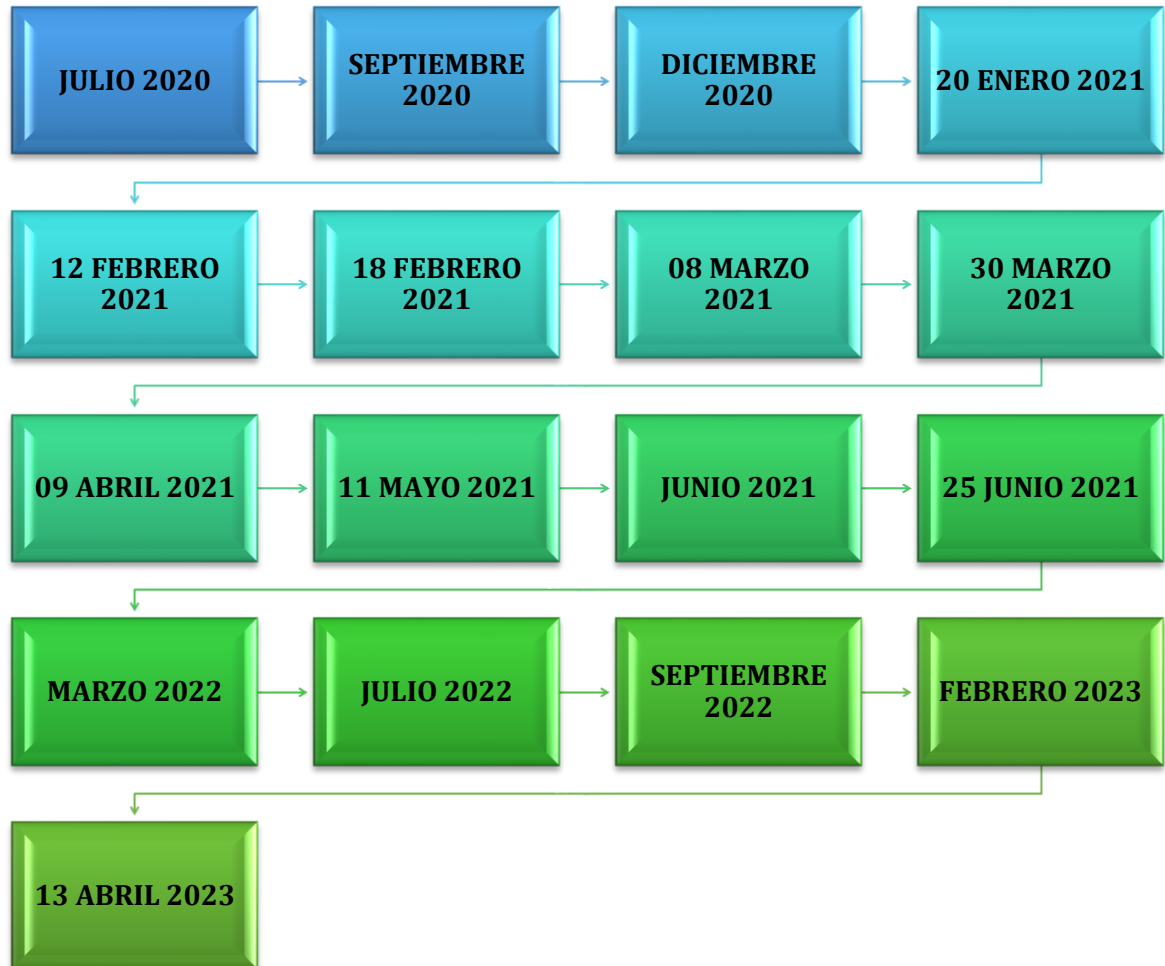 JULIO 2020
SEPTIEMBRE
2020
DICIEMBRE
2020
20 ENERO 2021
12 FEBRERO
2021
18 FEBRERO
2021
08 MARZO
2021
30 MARZO
2021
09 ABRIL 2021
11 MAYO 2021
JUNIO 2021
25 JUNIO 2021
MARZO 2022
JULIO 2022
SEPTIEMBRE
2022
FEBRERO 2023
13 ABRIL 2023